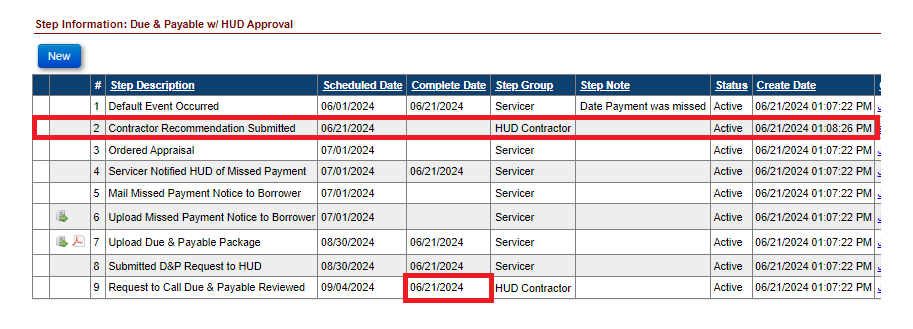 Step Information: Due & Payable w/ HUD Approval
New
# Step Description Scheduled Date Complete Date Step Group Step Note Status Create Date
1 Default Event Occurred 06/01/2024 06/21/2024 Servicer Date Payment was missed Active 06/21/2024 01:07:22 PM
2 Contractor Recommendation Submitted 06/21/2024 HUD Contractor Active 06/21/2024 01:08:26 PM
3 Ordered Appraisal 07/01/2024 Servicer Active 06/21/2024 01:07:22 PM
4 Servicer Notified HUD of Missed Payment 07/01/2024 06/21/2024 Servicer Active 06/21/2024 01:07:22 PM
5 Mail Missed Payment Notice to Borrower 07/01/2024 Servicer Active 06/21/2024 01:07:22 PM
6 Upload Missed Payment Notice to Borrower 07/01/2024 Servicer Active 06/21/2024 01:07:22 PM
7 Upload Due & Payable Package 08/30/2024 06/21/2024 Servicer Active 06/21/2024 01:07:22 PM
8 Submitted D&P Request to HUD 08/30/2024 06/21/2024 Servicer Active 06/21/2024 01:07:22 PM
9 Request to Call Due & Payable Reviewed 09/04/2024 06/21/2024 HUD Contractor Active 06/21/2024 01:07:22 PM